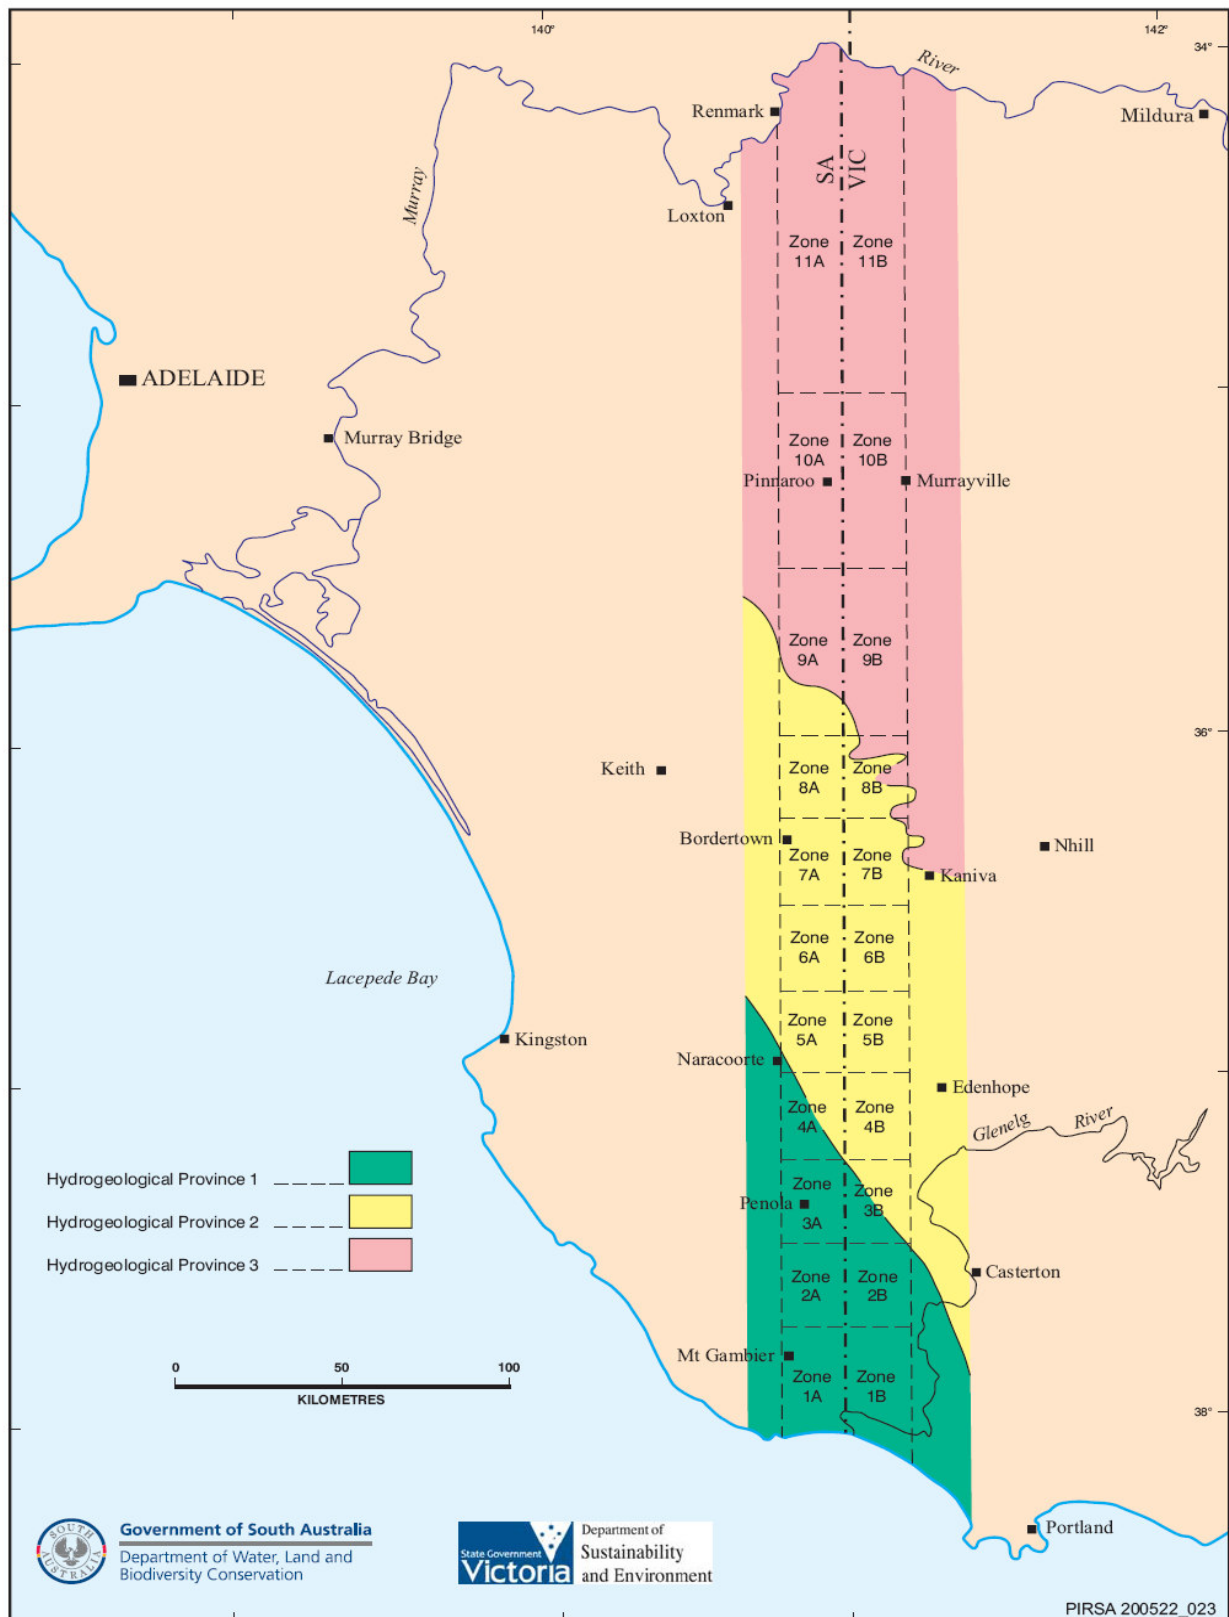 140°
142°
34°
River
Renmark
Mildura
SA
VIC
Murray
Loxton
Zone
11A
Zone
11B
ADELAIDE
Murray Bridge
Zone
10A
Zone
10B
Pinnaroo
Murrayville
Zone
9A
Zone
9B
36°
Keith
Zone
8A
Zone
8B
Bordertown
Nhill
Zone
7A
Zone
7B
Kaniva
Zone
6A
Zone
6B
Lacepede Bay
Zone
5A
Zone
5B
Kingston
Naracoorte
Edenhope
Zone
4A
Zone
4B
Glenelg
River
Hydrogeological Province 1
Zone
3A
Zone
3B
Penola
Hydrogeological Province 2
Hydrogeological Province 3
Zone
2A
Zone
2B
Casterton
Mt Gambier
Zone
1A
Zone
1B
0
50
100
KILOMETRES
38°
SOUTH
AUSTRALIA
Government of South Australia
Department of Water, Land and
Biodiversity Conservation
State Government
Victoria
Department of
Sustainability
and Environment
Portland
PIRSA 200522_023